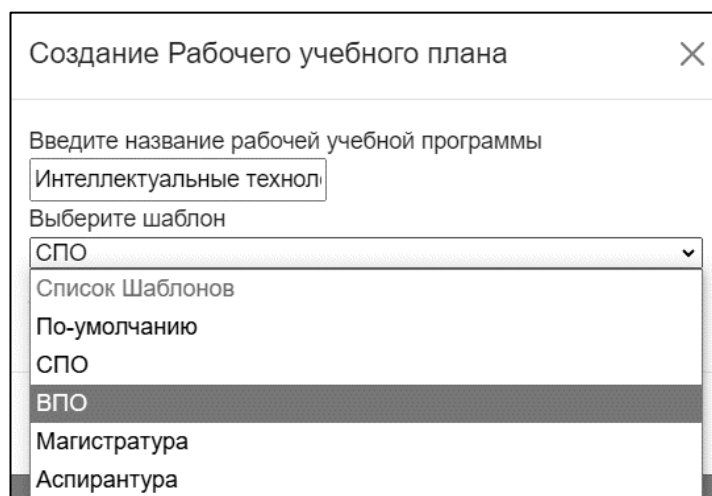 Создание Рабочего учебного плана
Введите название рабочей учебной программы
Интеллектуальные технол
Выберите шаблон
СПО
Список Шаблонов
По-умолчанию
СПО
ВПО
Магистратура
Аспирантура